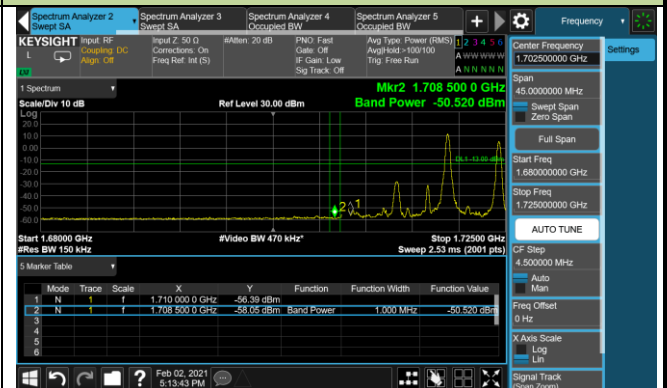 Spectrum Analyzer 2
Swept SA
Spectrum Analyzer 3
Swept SA
Spectrum Analyzer 4
Occupied BW
Spectrum Analyzer 5
Occupied BW
Frequency
KEYSIGHT
L
Input: RF
Coupling: DC
Align: Off
Input Z: 50 Ω
Corrections: On
Freq Ref: Int (S)
#Atten: 20 dB
PNO: Fast
Gate: Off
IF Gain: Low
Sig Track: Off
Avg Type: Power (RMS)
Avg|Hold:>100/100
Trig: Free Run
1 2 3 4 5 6
A W W W W W
A N N N N N
1 Spectrum
Scale/Div 10 dB
Ref Level 30.00 dBm
Mkr2 1.708 500 0 GHz
Band Power -50.520 dBm
Log
20.0
10.0
0.00
-10.0
-20.0
-30.0
-40.0
-50.0
-60.0
DL1 -13.00 dBm
2
1
Start 1.68000 GHz
#Video BW 470 kHz*
Stop 1.72500 GHz
#Res BW 150 kHz
Sweep 2.53 ms (2001 pts)
5 Marker Table
Mode Trace Scale X Y Function Function Width Function Value
1 N 1 f 1.710 000 0 GHz -56.39 dBm
2 N 1 f 1.708 500 0 GHz -58.05 dBm Band Power 1.000 MHz -50.520 dBm
3
4
5
6
Feb 02, 2021
5:13:43 PM
Settings
Center Frequency
1.702500000 GHz
Span
45.0000000 MHz
Swept Span
Zero Span
Full Span
Start Freq
1.680000000 GHz
Stop Freq
1.725000000 GHz
AUTO TUNE
CF Step
4.500000 MHz
Auto
Man
Freq Offset
0 Hz
X Axis Scale
Log
Lin
Signal Track
(Span Zoom)